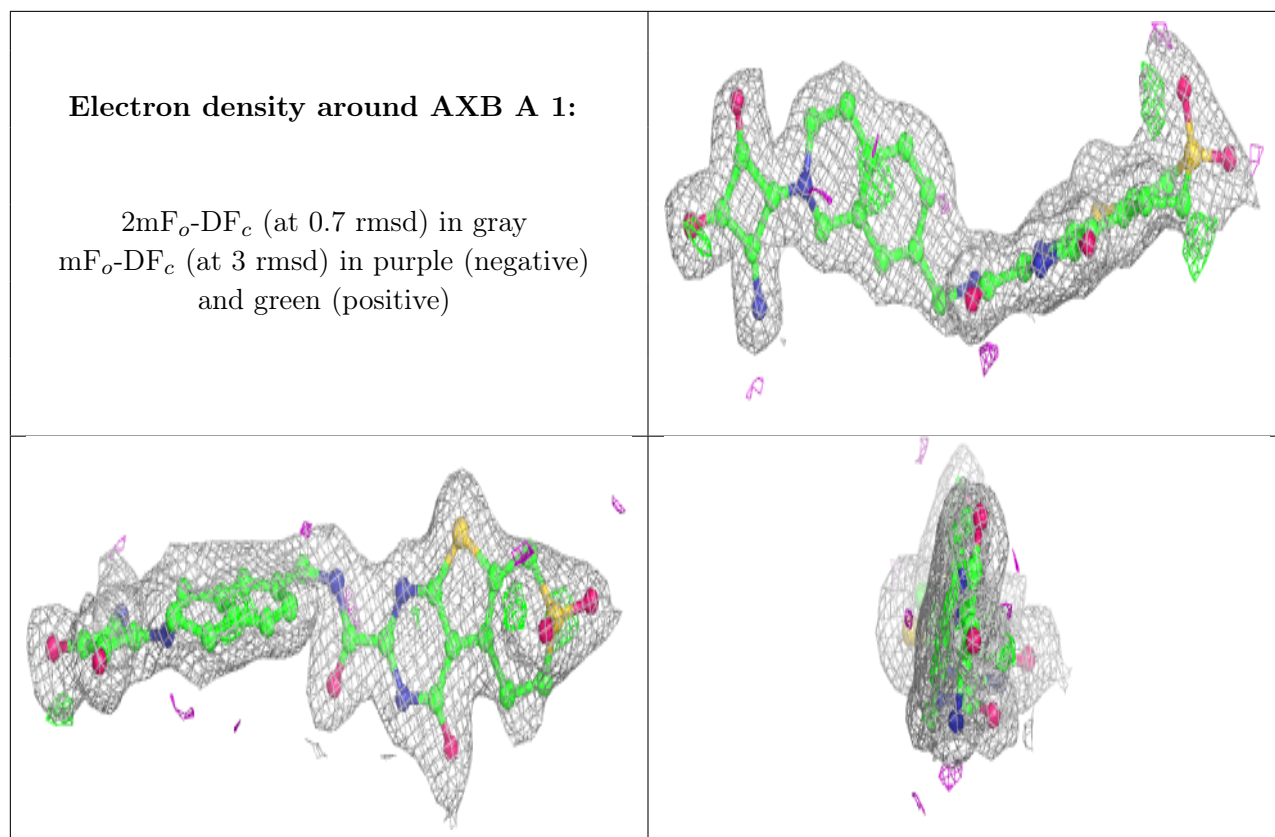 Electron density around AXB A 1:
2mFo-DFc (at 0.7 rmsd) in gray
mFo-DFc (at 3 rmsd) in purple (negative)
and green (positive)